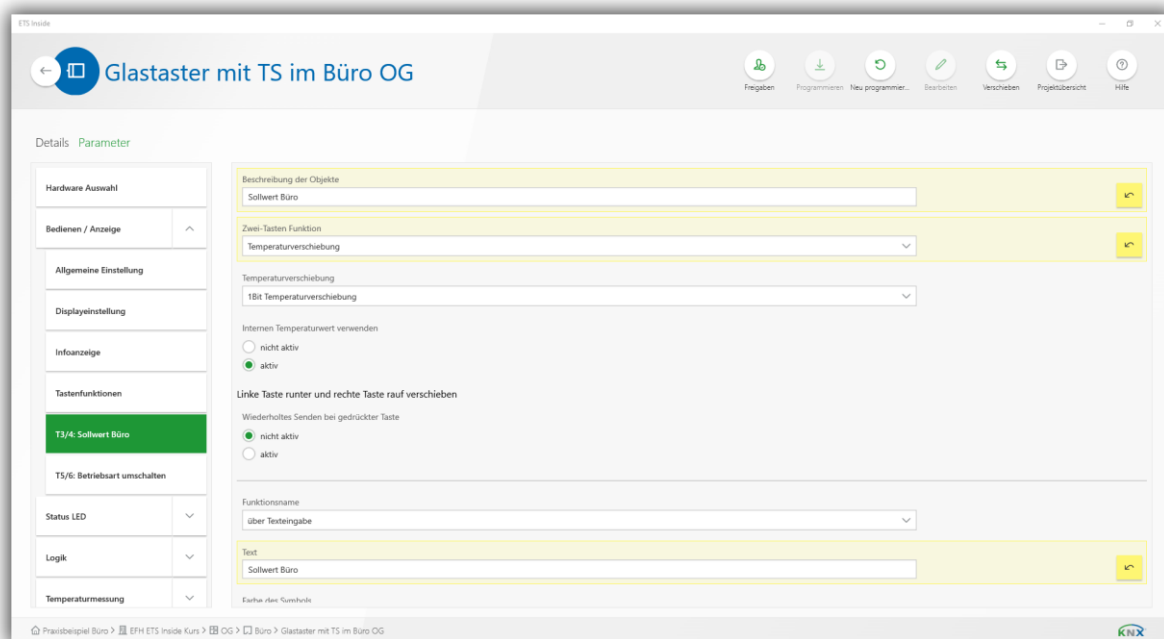 ETS Inside
Glastaster mit TS im Büro OG
Freigaben
Programmieren
Neu programmier...
Bearbeiten
Verschieben
Projektübersicht
Hilfe
Details Parameter
Hardware Auswahl
Bedienen / Anzeige
Allgemeine Einstellung
Displayeinstellung
Infoanzeige
Tastenfunktionen
T3/4: Sollwert Büro
T5/6: Betriebsart umschalten
Status LED
Logik
Temperaturmessung
Beschreibung der Objekte
Sollwert Büro
Zwei-Tasten Funktion
Temperaturverschiebung
Temperaturverschiebung
1Bit Temperaturverschiebung
Internen Temperaturwert verwenden
nicht aktiv
aktiv
Linke Taste runter und rechte Taste rauf verschieben
Wiederholtes Senden bei gedrückter Taste
nicht aktiv
aktiv
Funktionsname
über Texteingabe
Text
Sollwert Büro
Farbe des Symbols
Praxisbeispiel Büro > EFH ETS Inside Kurs > OG > Büro > Glastaster mit TS im Büro OG
KNX